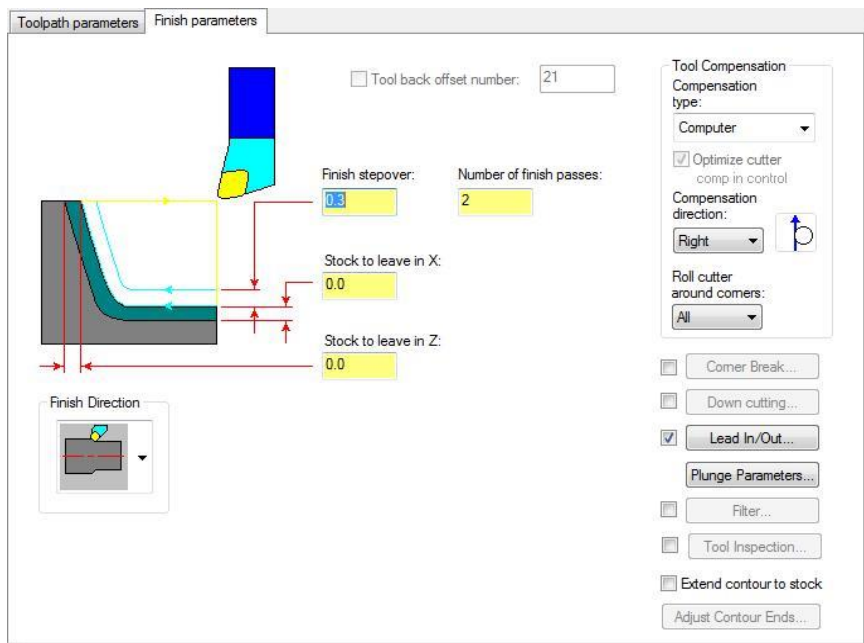 Toolpath parameters
Finish parameters
Tool back offset number:
21
Finish stepover:
0.3
Number of finish passes:
2
Stock to leave in X:
0.0
Stock to leave in Z:
0.0
Finish Direction
Tool Compensation
Compensation
type:
Computer
Optimize cutter
comp in control
Compensation
direction:
Right
Roll cutter
around corners:
All
Corner Break...
Down cutting...
Lead In/Out...
Plunge Parameters...
Filter...
Tool Inspection...
Extend contour to stock
Adjust Contour Ends...